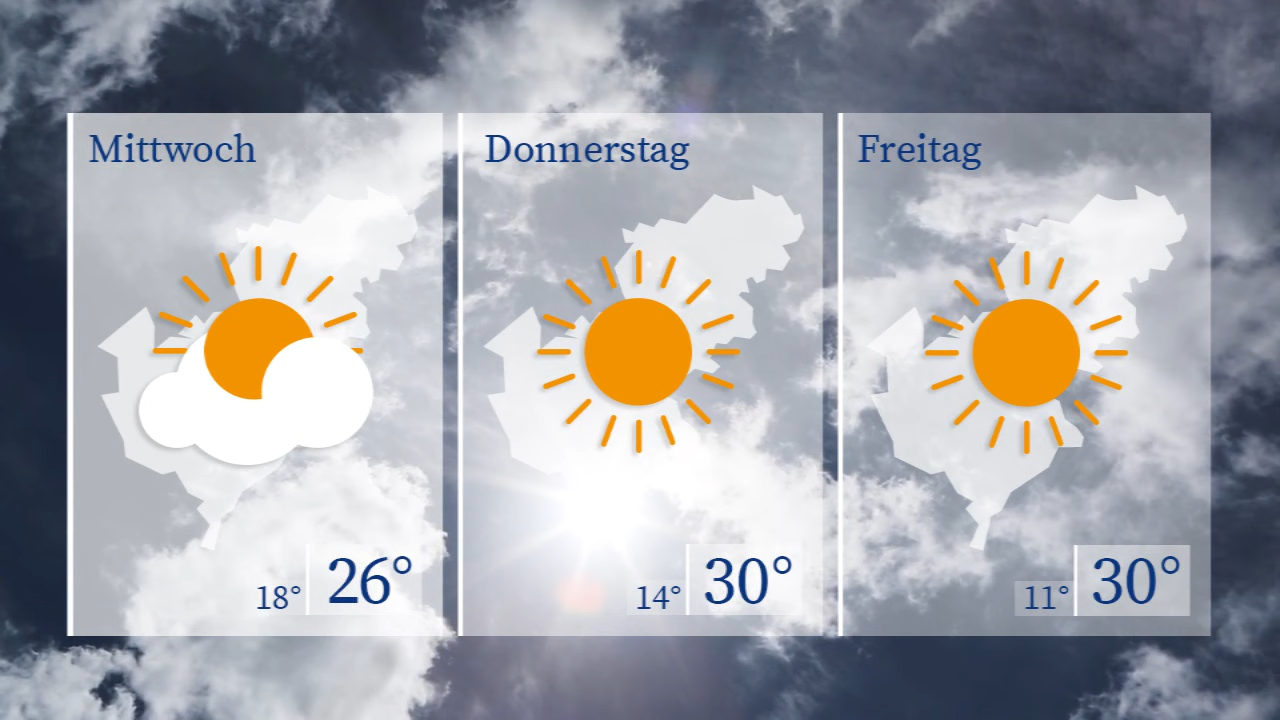 Mittwoch
18° 26°
Donnerstag
14° 30°
Freitag
11° 30°